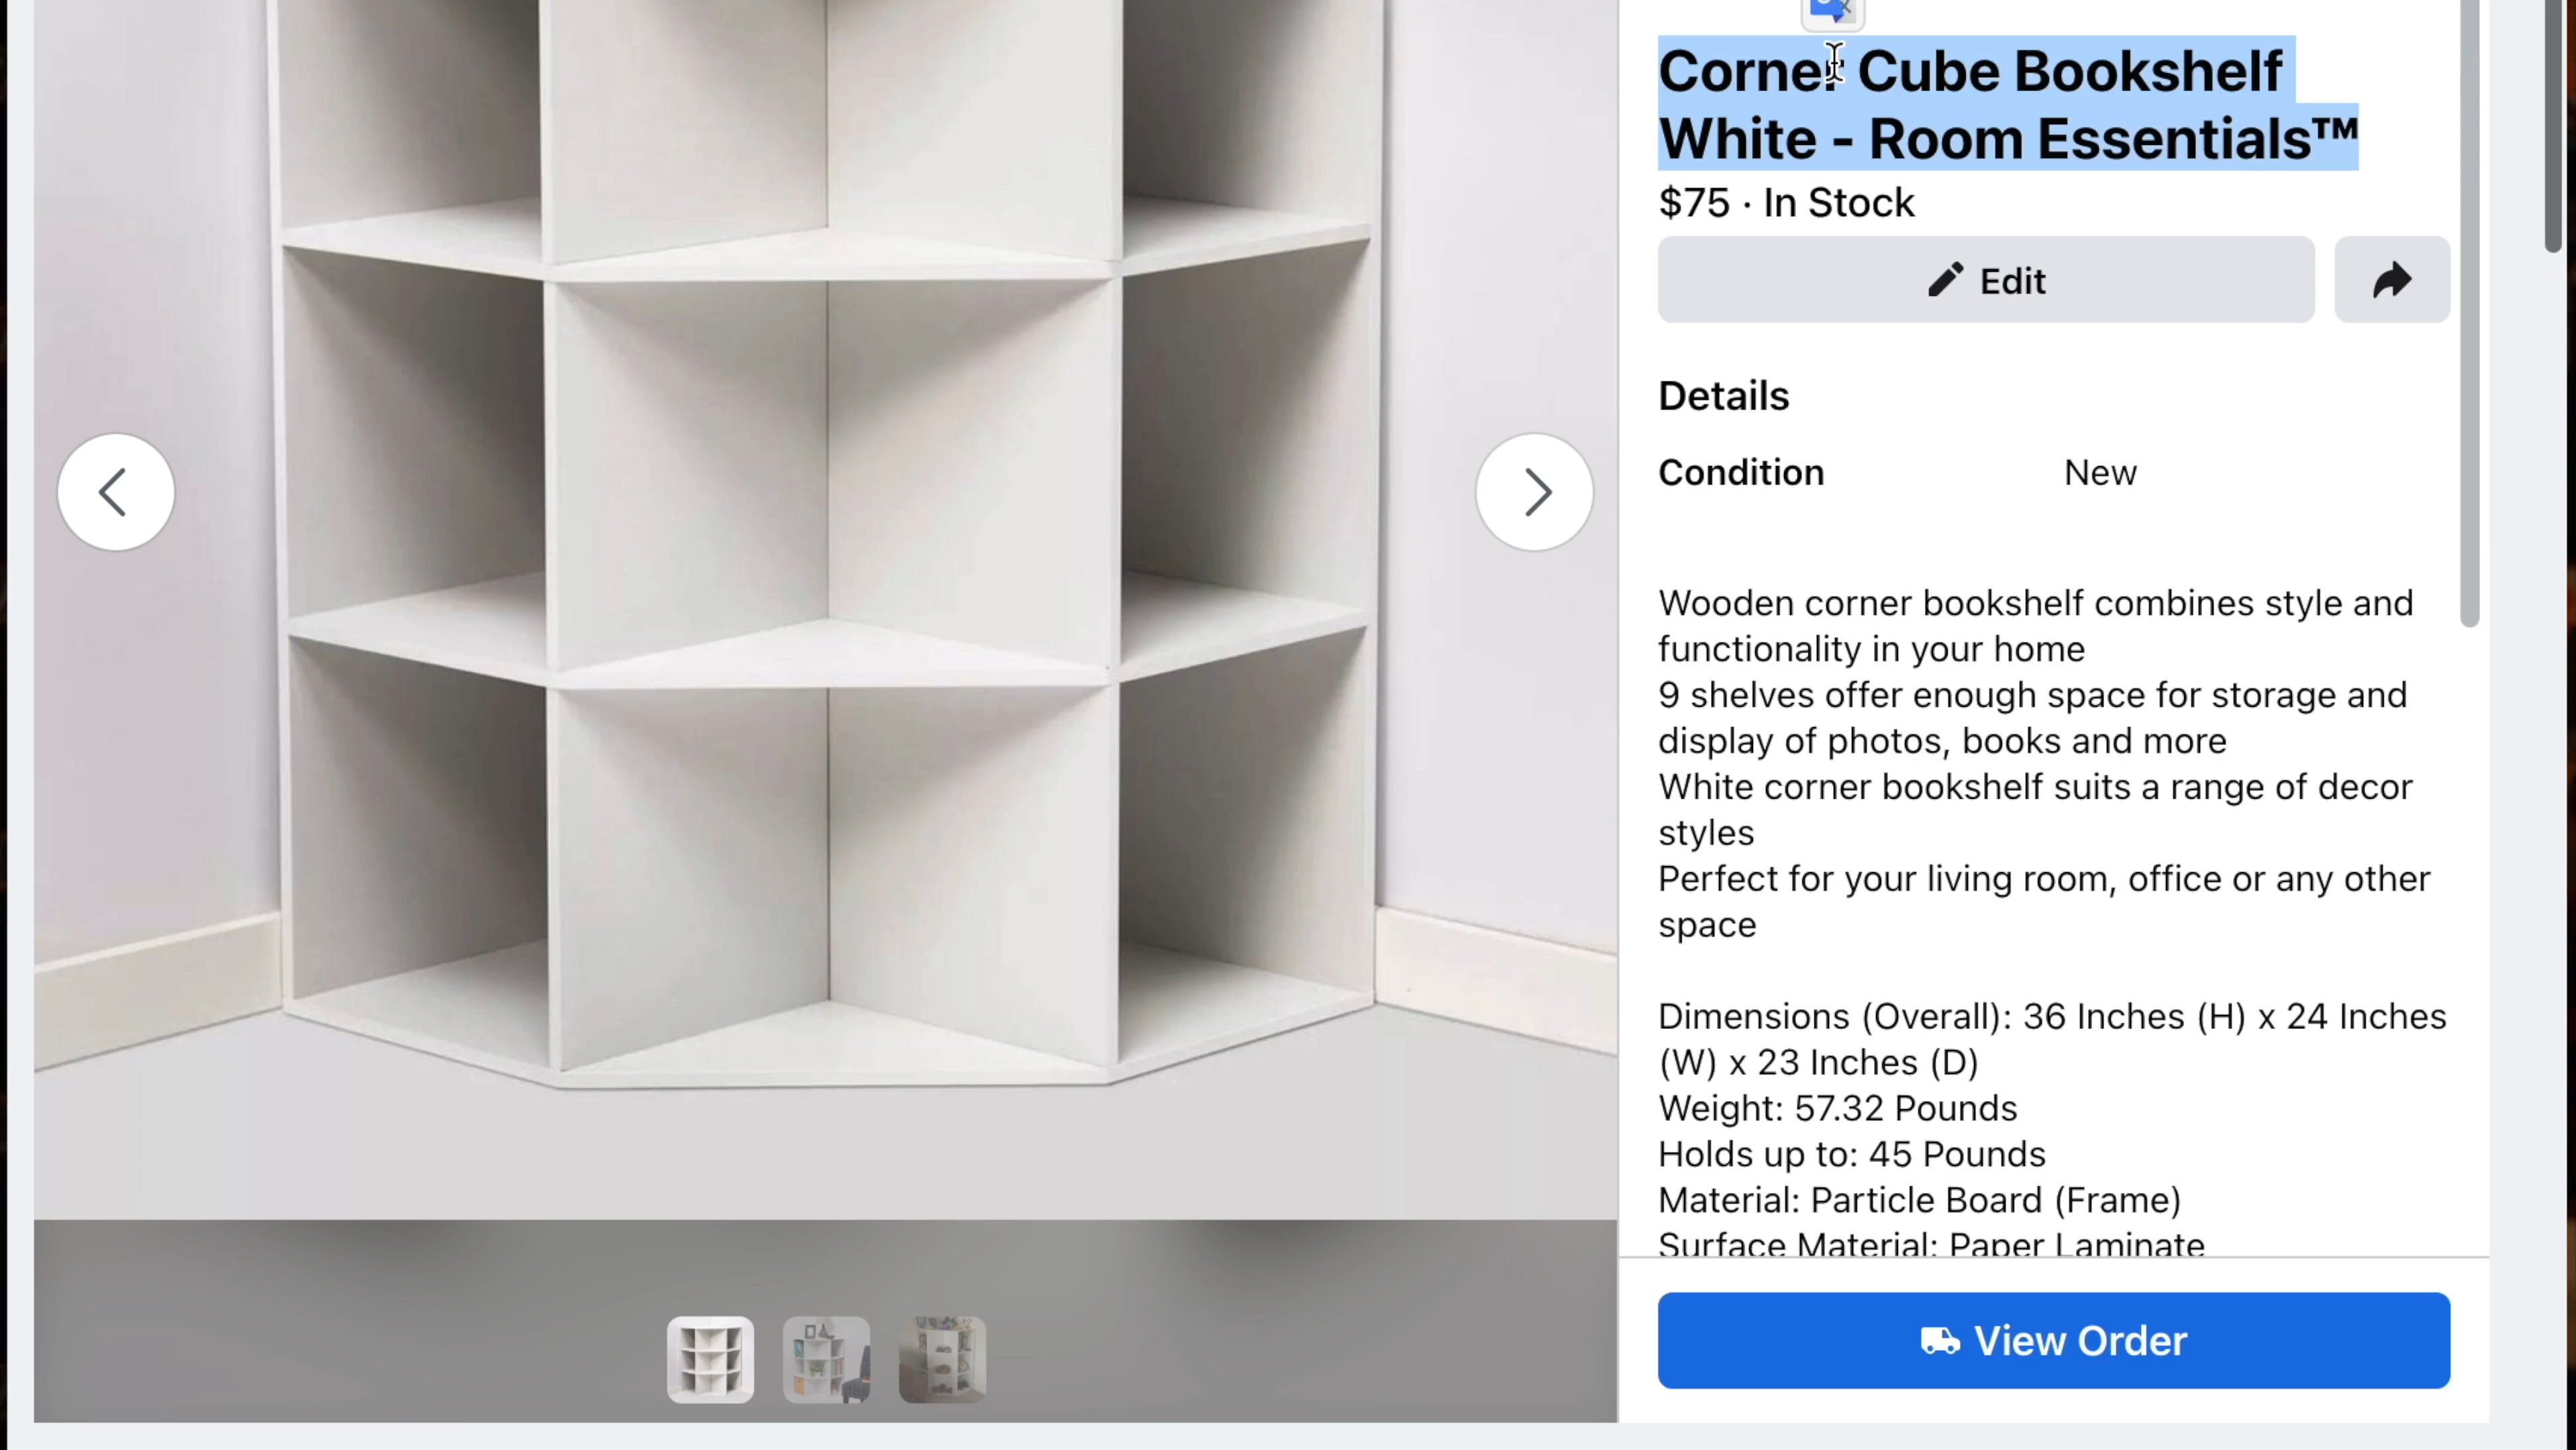 Corner Cube Bookshelf
White - Room Essentials™
$75 · In Stock
Edit
Details
Condition New
Wooden corner bookshelf combines style and
functionality in your home
9 shelves offer enough space for storage and
display of photos, books and more
White corner bookshelf suits a range of decor
styles
Perfect for your living room, office or any other
space
Dimensions (Overall): 36 Inches (H) x 24 Inches
(W) x 23 Inches (D)
Weight: 57.32 Pounds
Holds up to: 45 Pounds
Material: Particle Board (Frame)
Surface Material: Paper Laminate
View Order